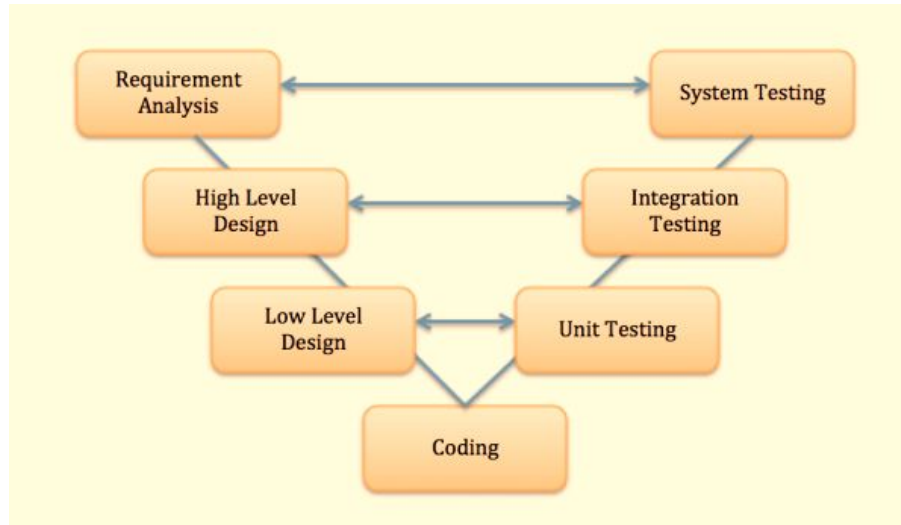 Requirement
Analysis
System Testing
High Level
Design
Integration
Testing
Low Level
Design
Unit Testing
Coding